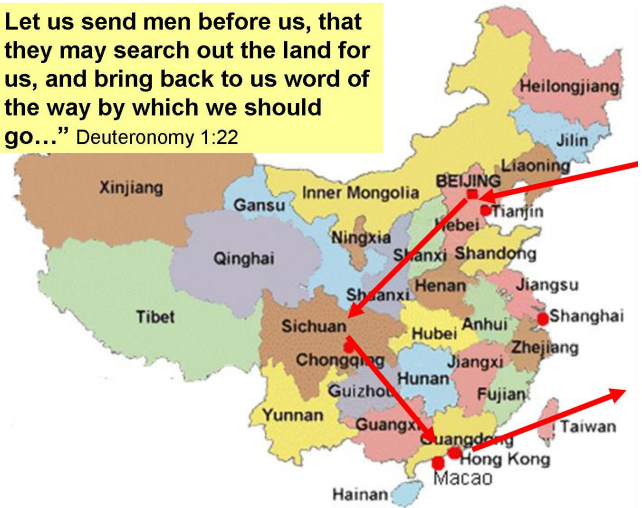 Let us send men before us, that
they may search out the land for
us, and bring back to us word of
the way by which we should
go…” Deuteronomy 1:22
Heilongjiang
Jilin
Liaoning
Xinjiang
Inner Mongolia
BEIJING
Gansu
Tianjin
Hebei
Ningxia
Qinghai
Shanxi
Shandong
Shaanxi
Henan
Jiangsu
Tibet
Sichuan
Hubei
Anhui
Shanghai
Chongqing
Zhejiang
Jiangxi
Hunan
Guizhou
Fujian
Yunnan
Guangxi
Taiwan
Guangdong
Hong Kong
Macao
Hainan